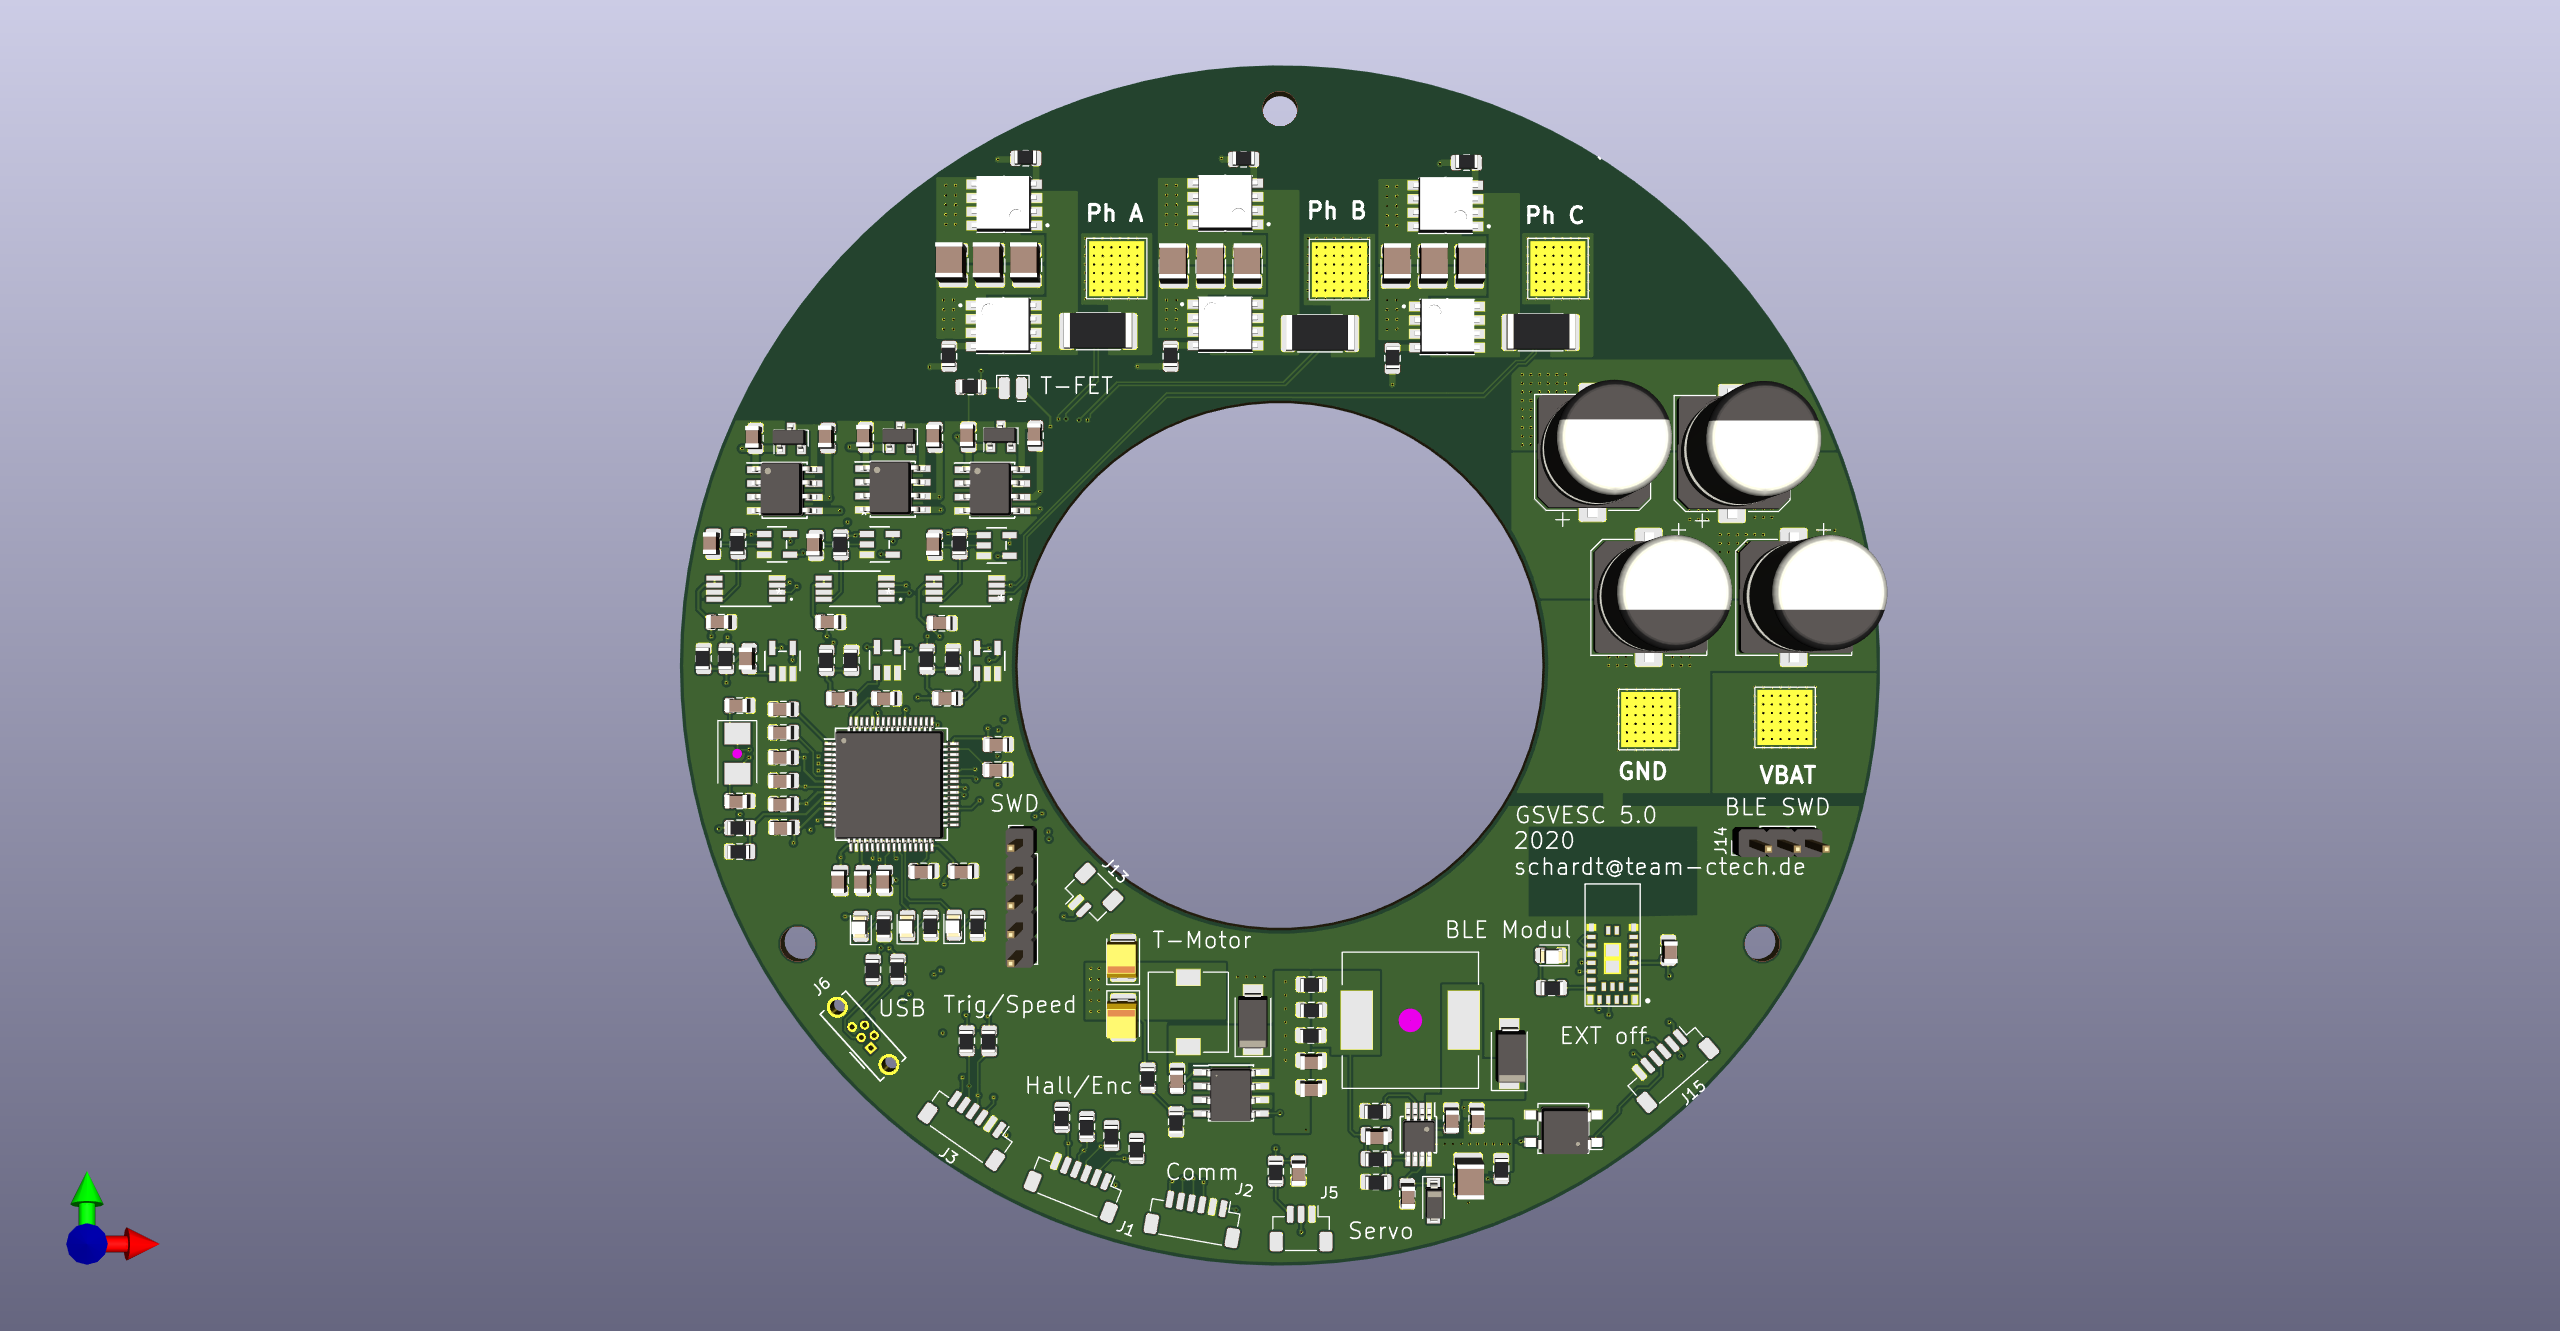 Ph A
Ph B
Ph C
T-FET
GND
VBAT
SWD
GSVESC 5.0
2020
schardt@team-ctech.de
BLE SWD
J14
J13
BLE Modul
T-Motor
J6
USB
Trig/Speed
EXT off
Hall/Enc
J15
J3
Comm
J2
J1
J5
Servo